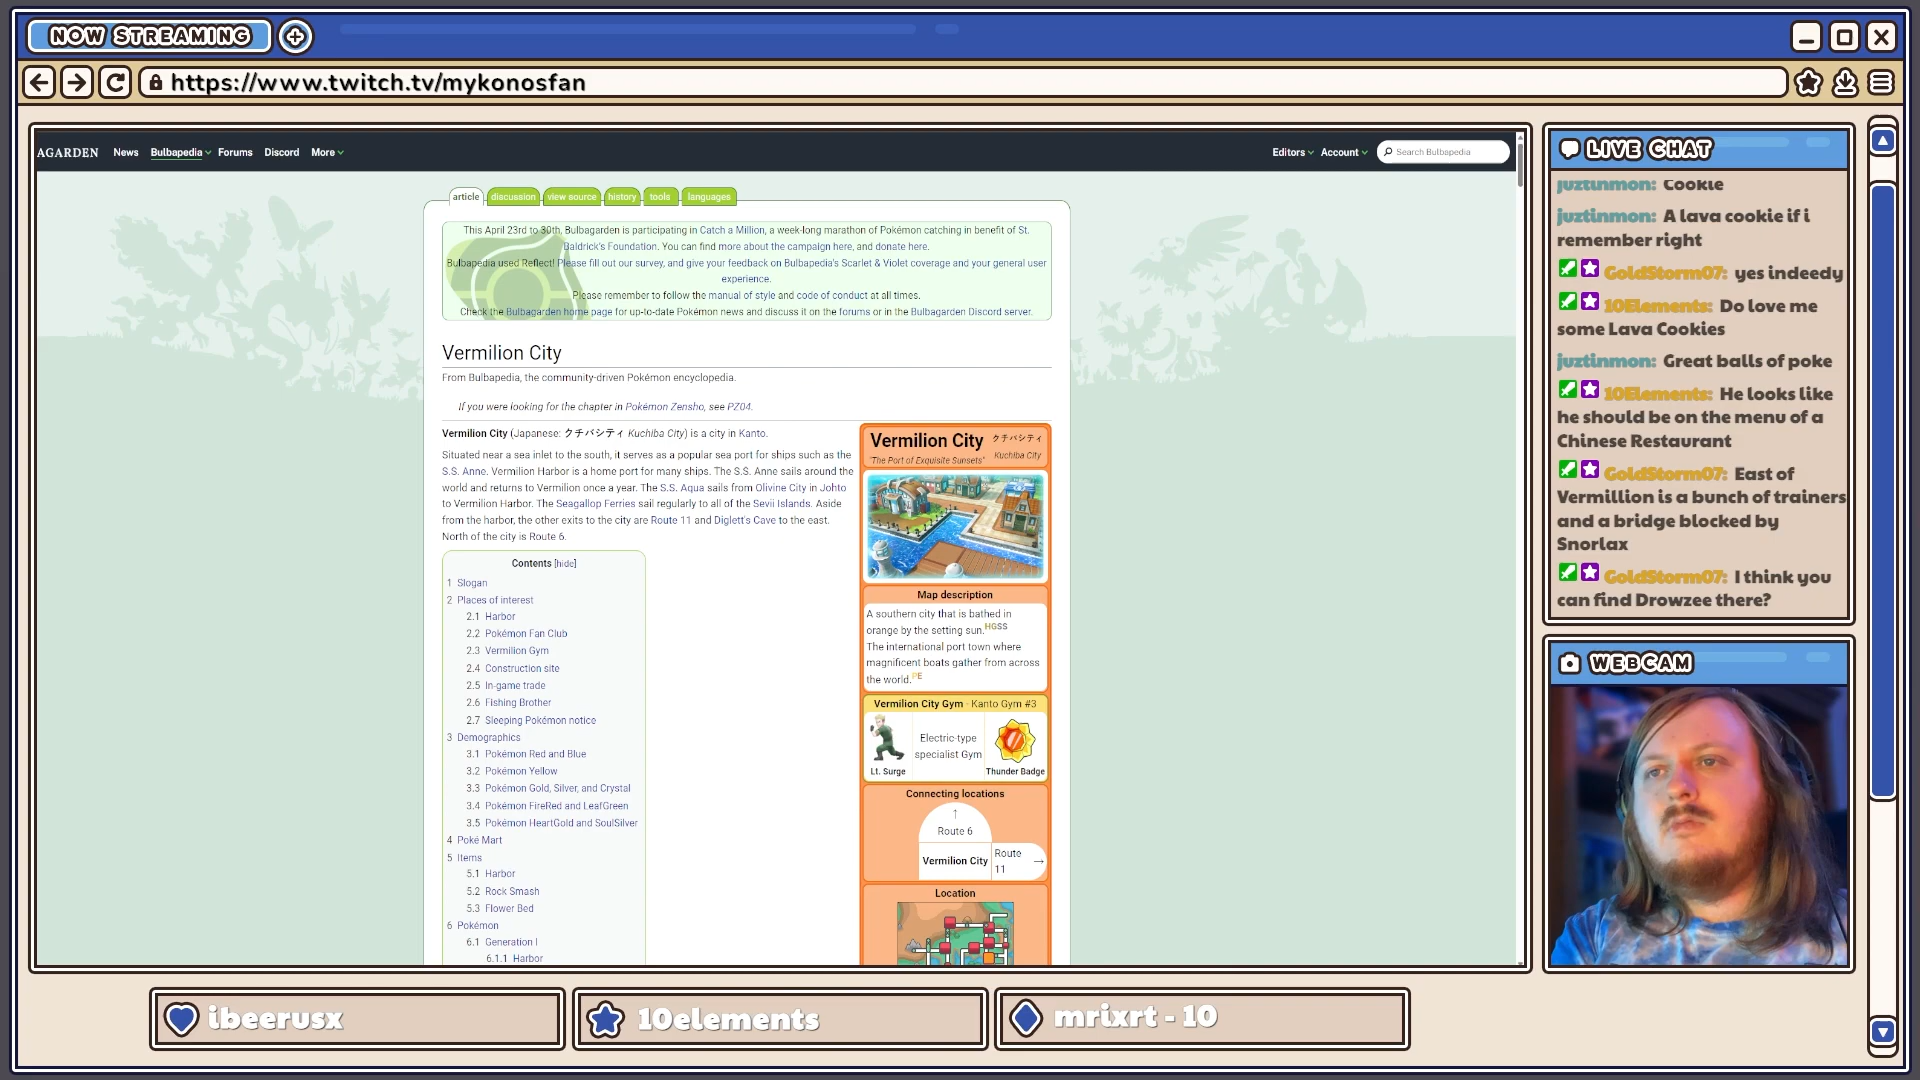 NOW STREAMING
https://www.twitch.tv/mykonosfan
AGARDEN News Bulbapedia Forums Discord More Editors Account Search Bulbapedia
article discussion view source history tools languages
This April 23rd to 30th, Bulbagarden is participating in Catch a Million, a week-long marathon of Pokémon catching in benefit of St.
Baldrick's Foundation. You can find more about the campaign here, and donate here.
Bulbapedia used Reflect! Please fill out our survey, and give your feedback on Bulbapedia's Scarlet & Violet coverage and your general user
experience.
Please remember to follow the manual of style and code of conduct at all times.
Check the Bulbagarden home page for up-to-date Pokémon news and discuss it on the forums or in the Bulbagarden Discord server.
Vermilion City
From Bulbapedia, the community-driven Pokémon encyclopedia.
If you were looking for the chapter in Pokémon Zensho, see PZ04.
Vermilion City (Japanese: クチバシティ Kuchiba City) is a city in Kanto.
Situated near a sea inlet to the south, it serves as a popular sea port for ships such as the
S.S. Anne. Vermilion Harbor is a home port for many ships. The S.S. Anne sails around the
world and returns to Vermilion once a year. The S.S. Aqua sails from Olivine City in Johto
to Vermilion Harbor. The Seagallop Ferries sail regularly to all of the Sevii Islands. Aside
from the harbor, the other exits to the city are Route 11 and Diglett's Cave to the east.
North of the city is Route 6.
Contents [hide]
1 Slogan
2 Places of interest
2.1 Harbor
2.2 Pokémon Fan Club
2.3 Vermilion Gym
2.4 Construction site
2.5 In-game trade
2.6 Fishing Brother
2.7 Sleeping Pokémon notice
3 Demographics
3.1 Pokémon Red and Blue
3.2 Pokémon Yellow
3.3 Pokémon Gold, Silver, and Crystal
3.4 Pokémon FireRed and LeafGreen
3.5 Pokémon HeartGold and SoulSilver
4 Poké Mart
5 Items
5.1 Harbor
5.2 Rock Smash
5.3 Flower Bed
6 Pokémon
6.1 Generation I
6.1.1 Harbor
Vermilion City クチバシティ
"The Port of Exquisite Sunsets" Kuchiba City
Map description
A southern city that is bathed in
orange by the setting sun.HGSS
The international port town where
magnificent boats gather from across
the world.PE
Vermilion City Gym - Kanto Gym #3
Electric-type
specialist Gym
Lt. Surge Thunder Badge
Connecting locations
↑
Route 6
Vermilion City Route
11 →
Location
LIVE CHAT
juztinmon: Cookie
juztinmon: A lava cookie if i
remember right
GoldStorm07: yes indeedy
10Elements: Do love me
some Lava Cookies
juztinmon: Great balls of poke
10Elements: He looks like
he should be on the menu of a
Chinese Restaurant
GoldStorm07: East of
Vermillion is a bunch of trainers
and a bridge blocked by
Snorlax
GoldStorm07: I think you
can find Drowzee there?
WEBCAM
ibeerusx
10elements
mrixrt - 10